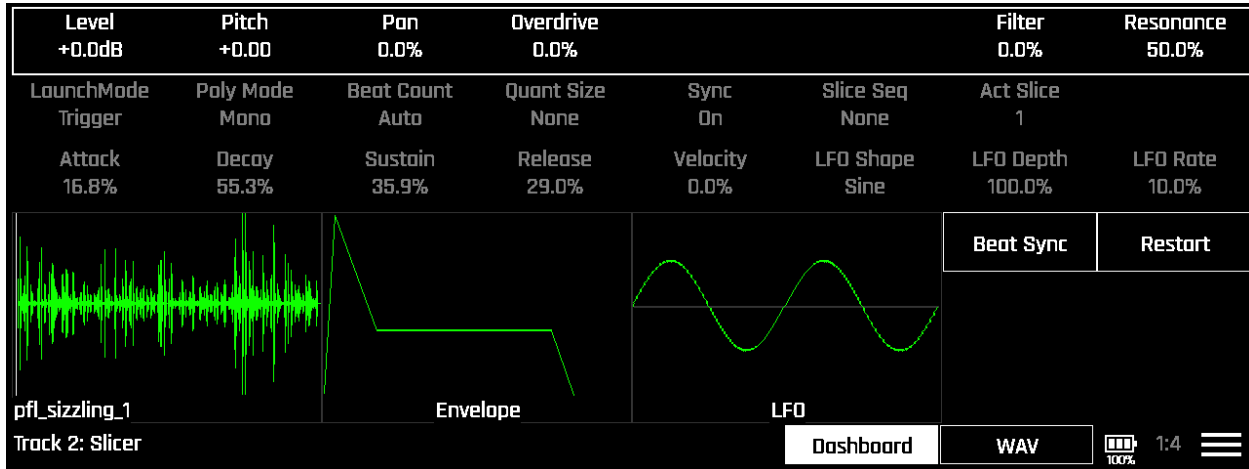 Level Pitch Pan Overdrive Filter Resonance
+0.0dB +0.00 0.0% 0.0% 0.0% 50.0%
LaunchMode Poly Mode Beat Count Quant Size Sync Slice Seq Act Slice
Trigger Mono Auto None On None 1
Attack Decay Sustain Release Velocity LFO Shape LFO Depth LFO Rate
16.8% 55.3% 35.9% 29.0% 0.0% Sine 100.0% 10.0%
Beat Sync Restart
pfl_sizzling_1 Envelope LFO
Track 2: Slicer Dashboard WAV 1:4
100%